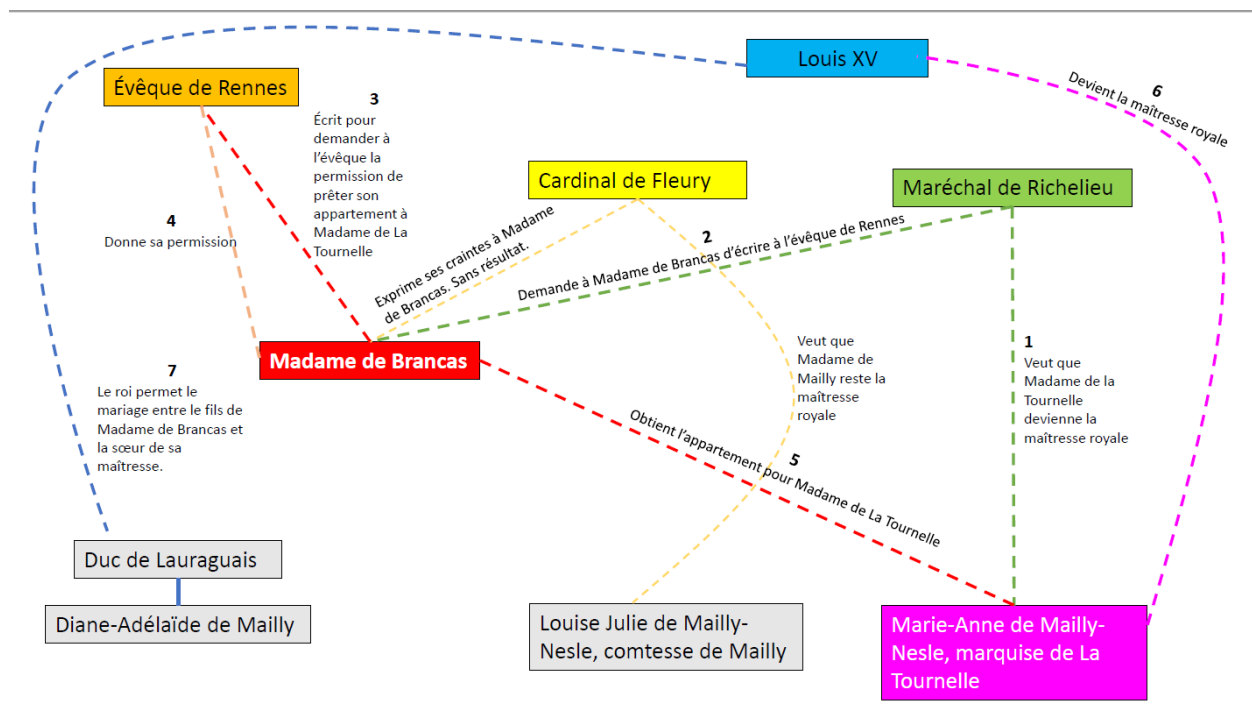 Louis XV
Évêque de Rennes
3
Écrit pour
demander à
l'évêque la
permission de
prêter son
appartement à
Madame de La
Tournelle
6
Devient la maîtresse royale
Cardinal de Fleury
Maréchal de Richelieu
4
Donne sa permission
Exprime ses craintes à Madame
de Brancas. Sans résultat.
2
Demande à Madame de Brancas d'écrire à l'évêque de Rennes
Madame de Brancas
Veut que
Madame de
Mailly reste la
maîtresse
royale
1
Veut que
Madame de la
Tournelle
devienne la
maîtresse royale
7
Le roi permet le
mariage entre le fils de
Madame de Brancas et
la sœur de sa
maîtresse.
5
Obtient l'appartement pour Madame de La Tournelle
Duc de Lauraguais
Diane-Adélaïde de Mailly
Louise Julie de Mailly-
Nesle, comtesse de Mailly
Marie-Anne de Mailly-
Nesle, marquise de La
Tournelle